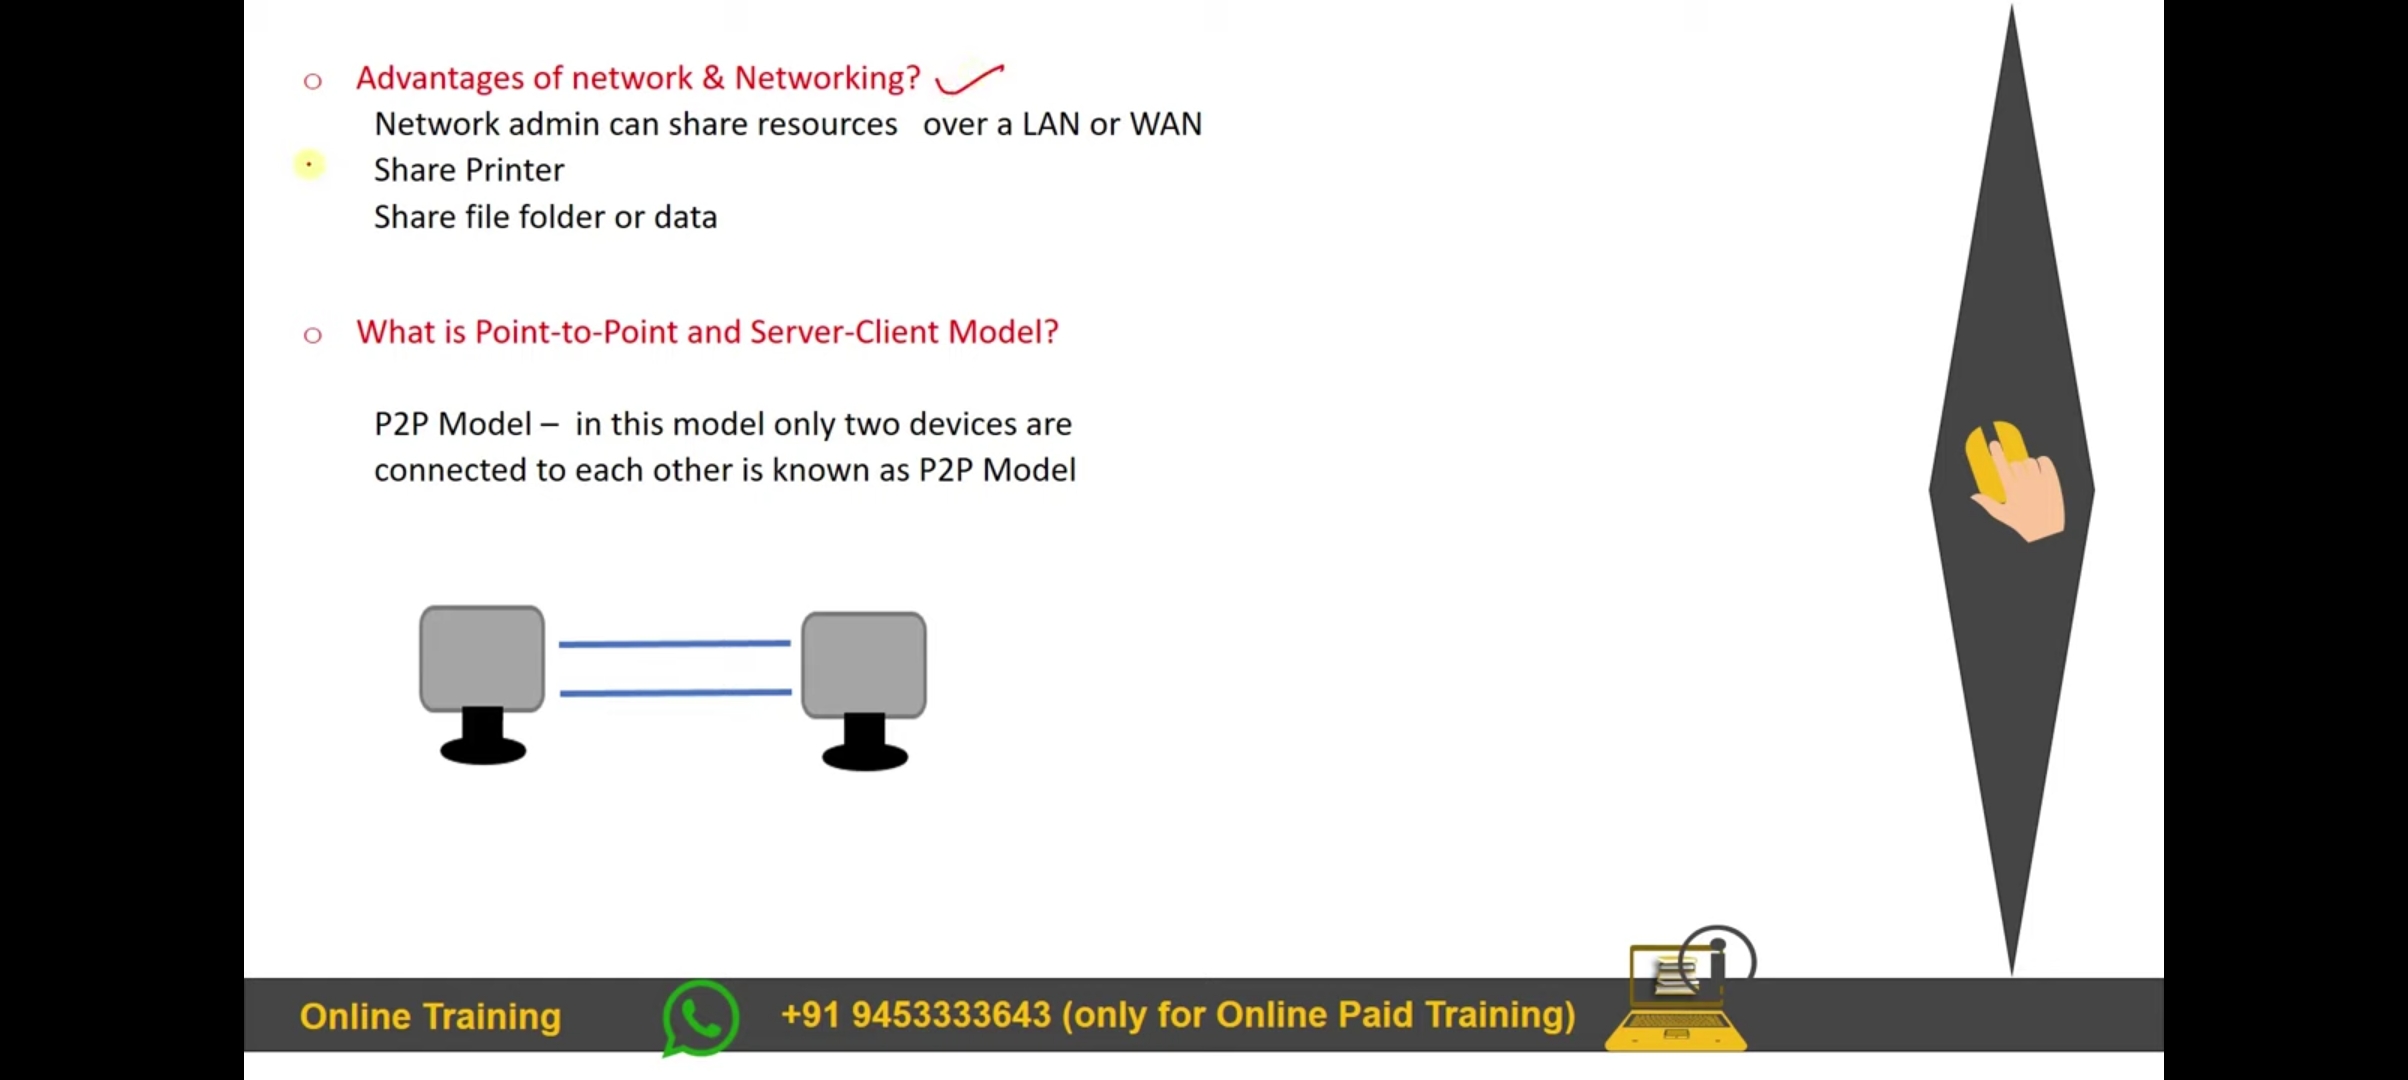 Advantages of network & Networking?
Network admin can share resources over a LAN or WAN
Share Printer
Share file folder or data
What is Point-to-Point and Server-Client Model?
P2P Model – in this model only two devices are
connected to each other is known as P2P Model
Online Training
+91 9453333643 (only for Online Paid Training)